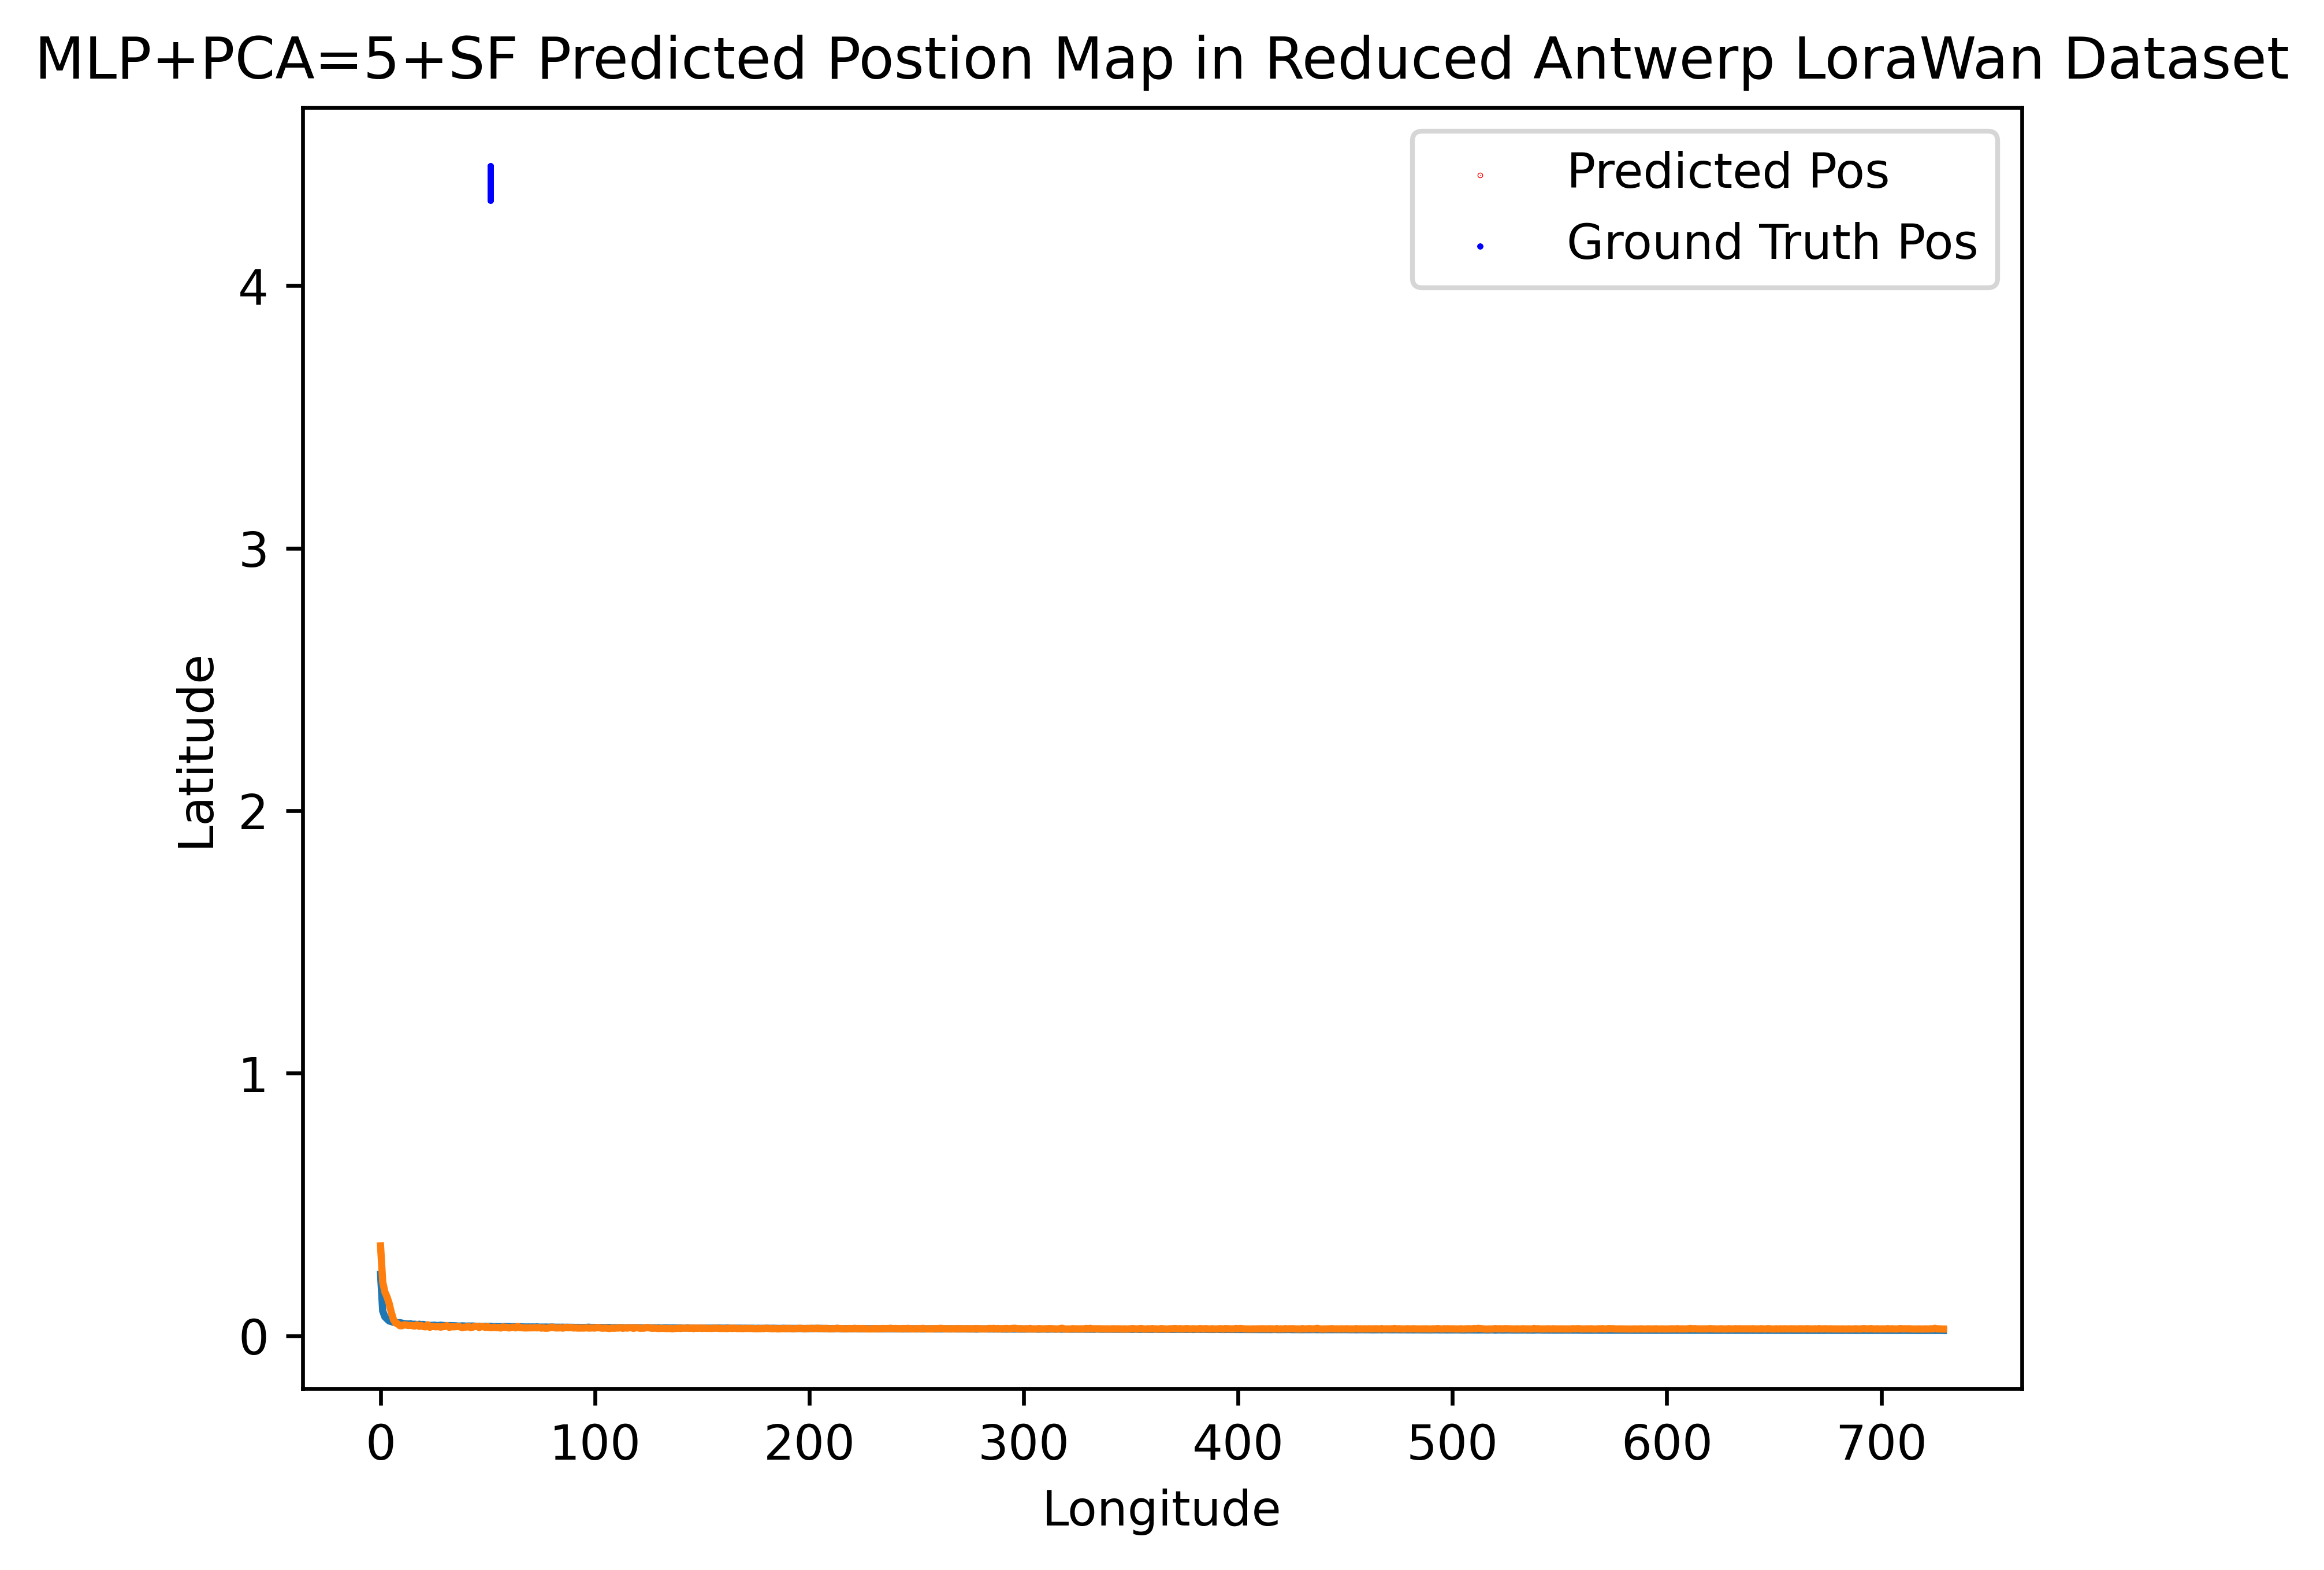 MLP+PCA=5+SF Predicted Postion Map in Reduced Antwerp LoraWan Dataset
Predicted Pos
Ground Truth Pos
4
3
2
1
0
Latitude
0 100 200 300 400 500 600 700
Longitude